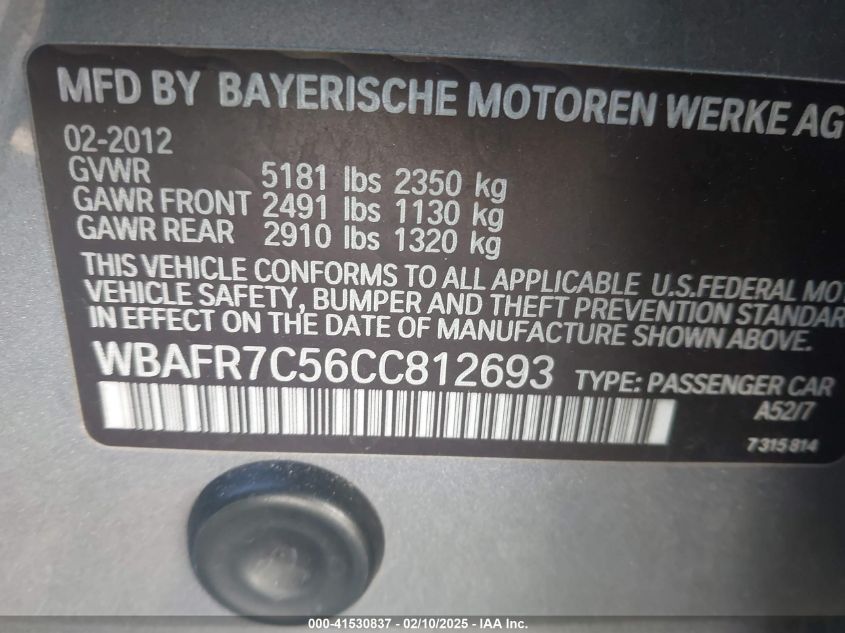 MFD BY BAYERISCHE MOTOREN WERKE AG
02-2012
GVWR 5181 lbs 2350 kg
GAWR FRONT 2491 lbs 1130 kg
GAWR REAR 2910 lbs 1320 kg
THIS VEHICLE CONFORMS TO ALL APPLICABLE U.S.FEDERAL MO
VEHICLE SAFETY, BUMPER AND THEFT PREVENTION STANDAR
IN EFFECT ON THE DATE OF MANUFACTURE SHOWN ABOVE.
WBAFR7C56CC812693 TYPE: PASSENGER CAR
A52/7
7315814
000-41530837 - 02/10/2025 - IAA Inc.